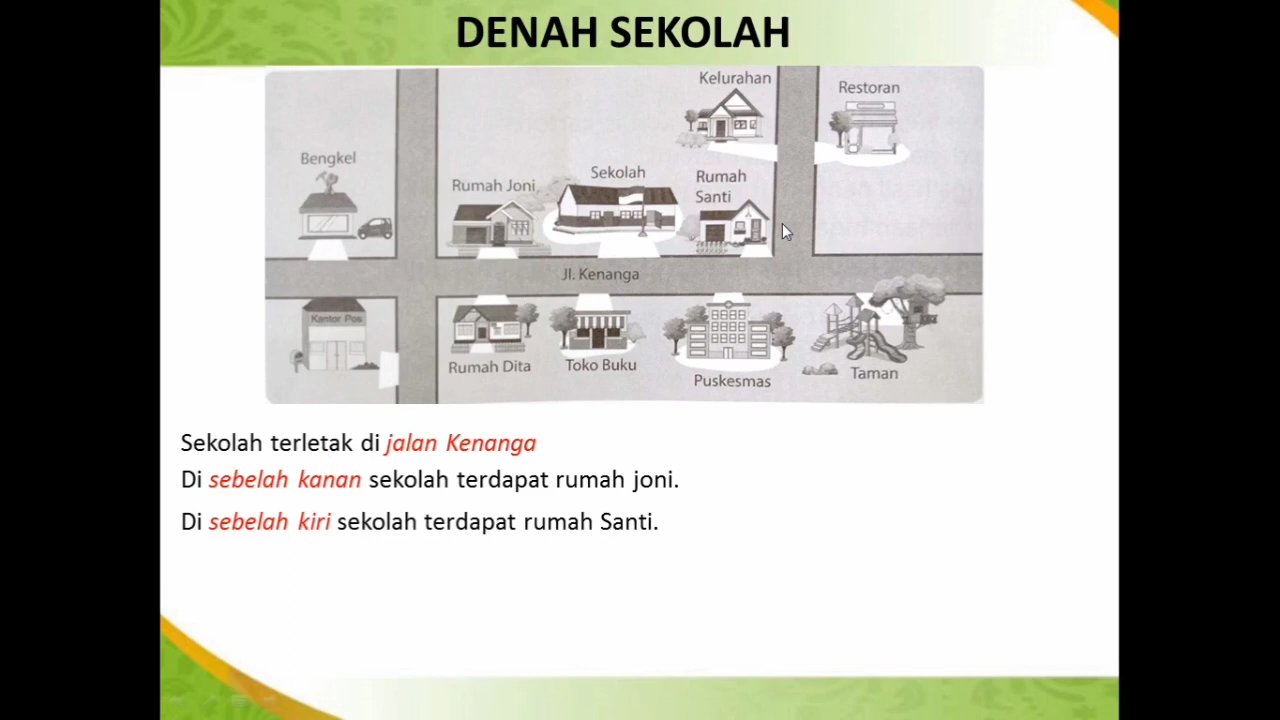 DENAH SEKOLAH
Kelurahan
Restoran
Bengkel
Sekolah
Rumah Joni
Rumah
Santi
Jl. Kenanga
Kantor Pos
Rumah Dita
Toko Buku
Puskesmas
Taman
Sekolah terletak di jalan Kenanga
Di sebelah kanan sekolah terdapat rumah joni.
Di sebelah kiri sekolah terdapat rumah Santi.